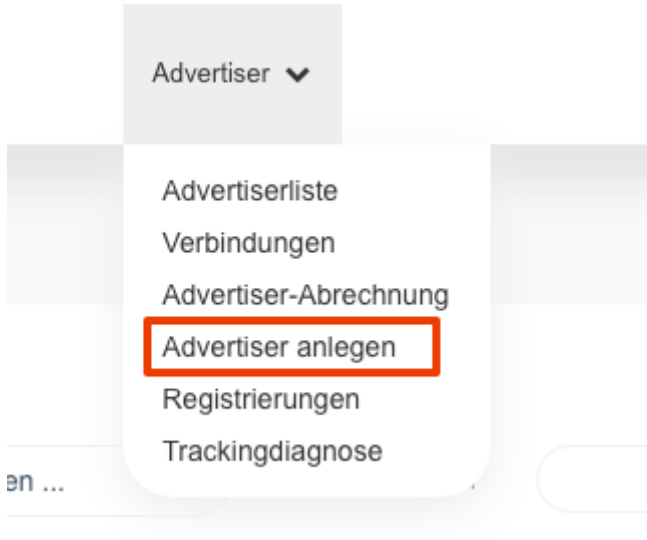 Advertiser
Advertiserliste
Verbindungen
Advertiser-Abrechnung
Advertiser anlegen
Registrierungen
Trackingdiagnose
en ...